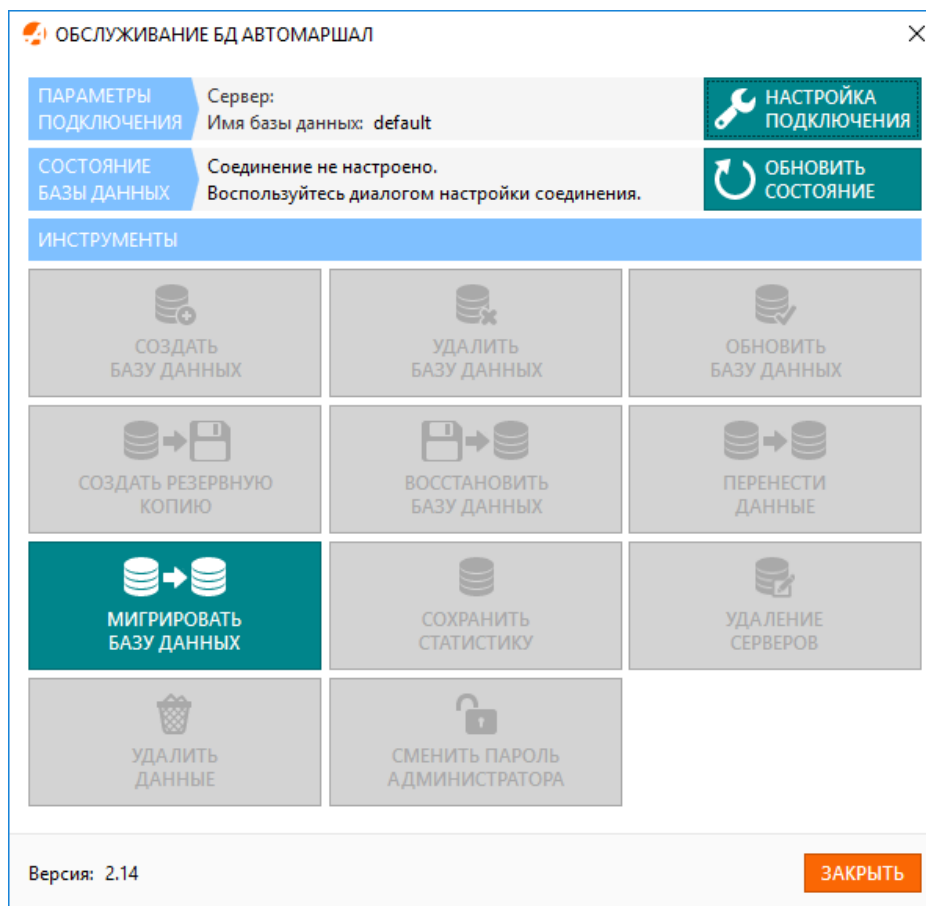 ОБСЛУЖИВАНИЕ БД АВТОМАРШАЛ
ПАРАМЕТРЫ
ПОДКЛЮЧЕНИЯ
Сервер:
Имя базы данных: default
НАСТРОЙКА
ПОДКЛЮЧЕНИЯ
СОСТОЯНИЕ
БАЗЫ ДАННЫХ
Соединение не настроено.
Воспользуйтесь диалогом настройки соединения.
ОБНОВИТЬ
СОСТОЯНИЕ
ИНСТРУМЕНТЫ
СОЗДАТЬ
БАЗУ ДАННЫХ
УДАЛИТЬ
БАЗУ ДАННЫХ
ОБНОВИТЬ
БАЗУ ДАННЫХ
СОЗДАТЬ РЕЗЕРВНУЮ
КОПИЮ
ВОССТАНОВИТЬ
БАЗУ ДАННЫХ
ПЕРЕНЕСТИ
ДАННЫЕ
МИГРИРОВАТЬ
БАЗУ ДАННЫХ
СОХРАНИТЬ
СТАТИСТИКУ
УДАЛЕНИЕ
СЕРВЕРОВ
УДАЛИТЬ
ДАННЫЕ
СМЕНИТЬ ПАРОЛЬ
АДМИНИСТРАТОРА
Версия: 2.14
ЗАКРЫТЬ